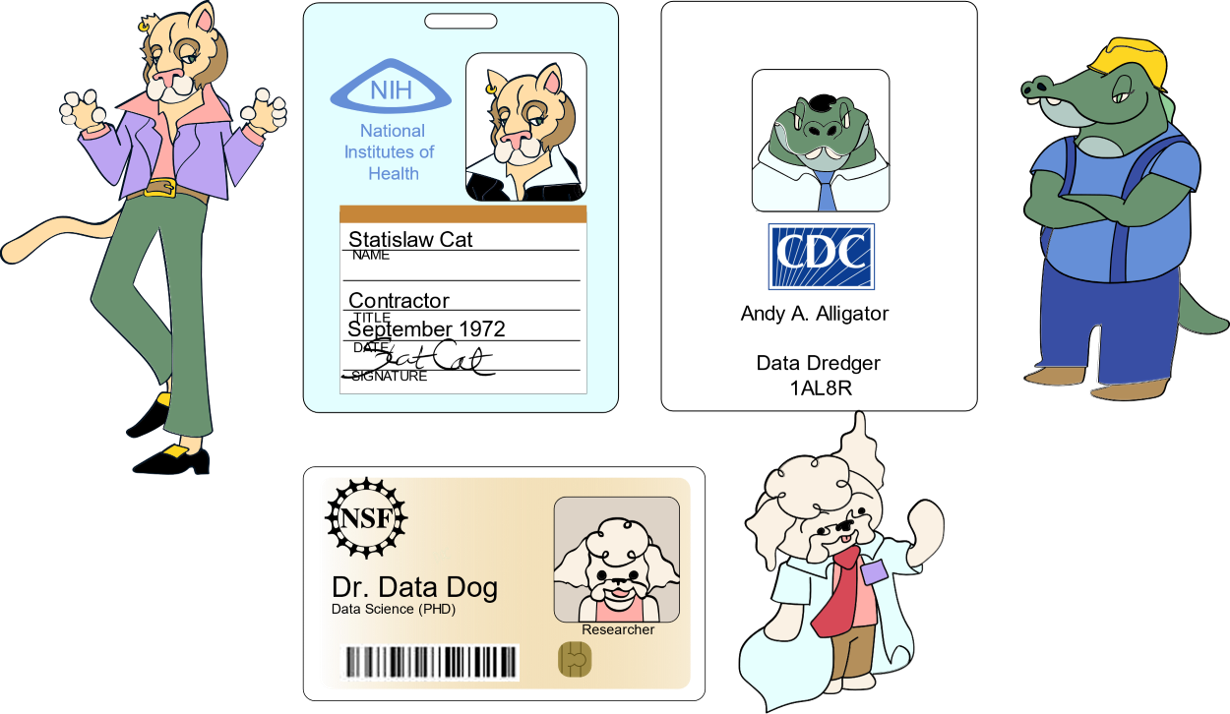 NIH
National
Institutes of
Health
Statislaw Cat
NAME
Contractor
TITLE
September 1972
DATE
Stat Cat
SIGNATURE
CDC
Andy A. Alligator
Data Dredger
1AL8R
NSF
Dr. Data Dog
Data Science (PHD)
Researcher